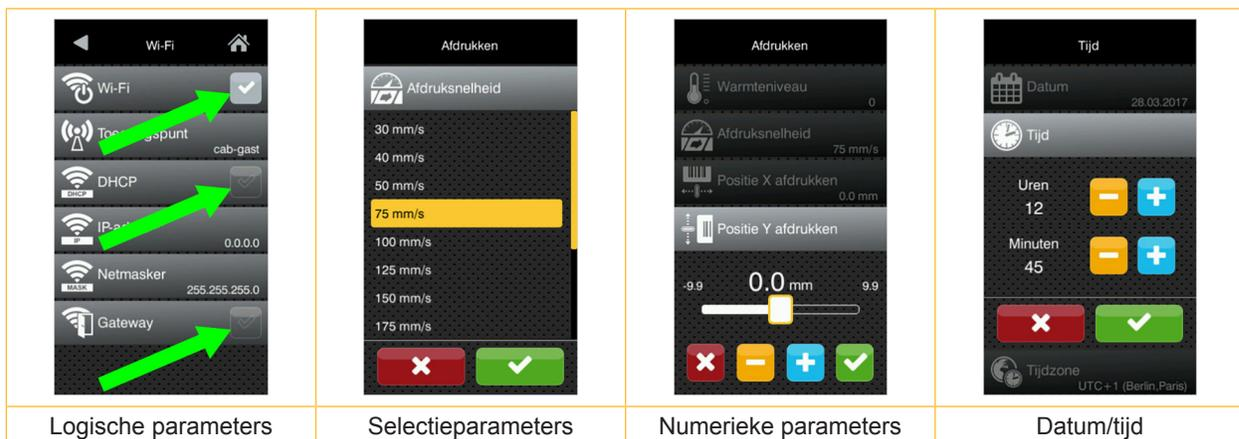 Wi-Fi
Wi-Fi
cab-gast
DHCP
DHCP
IP
0.0.0.0
Netmasker
MASK
255.255.255.0
Gateway
Logische parameters
Afdrukken
Afdruksnelheid
30 mm/s
40 mm/s
50 mm/s
75 mm/s
100 mm/s
125 mm/s
150 mm/s
175 mm/s
Selectieparameters
Afdrukken
Warmteniveau
0
Afdruksnelheid
75 mm/s
Positie X afdrukken
0.0 mm
Positie Y afdrukken
-9.9 0.0 mm 9.9
Numerieke parameters
Tijd
Datum
28.03.2017
Tijd
Uren
12
Minuten
45
Tijdzone
UTC+1 (Berlin,Paris)
Datum/tijd